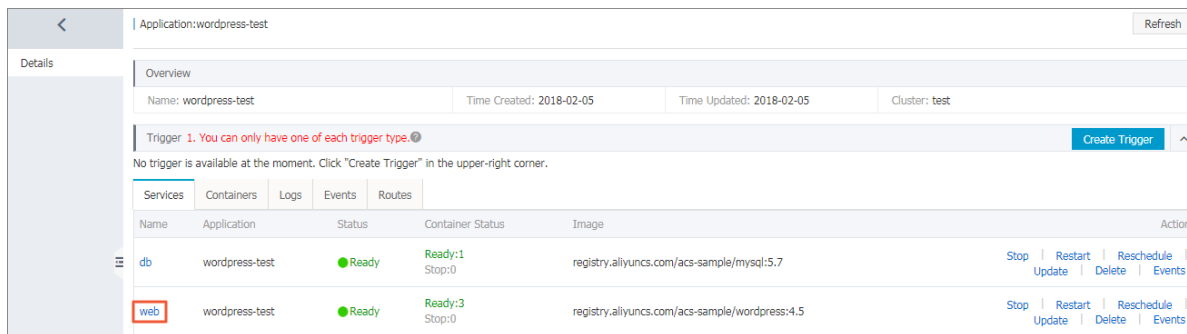 Application:wordpress-test
Refresh
Details
Overview
Name: wordpress-test Time Created: 2018-02-05 Time Updated: 2018-02-05 Cluster: test
Trigger 1. You can only have one of each trigger type. Create Trigger
No trigger is available at the moment. Click "Create Trigger" in the upper-right corner.
Services Containers Logs Events Routes
Name Application Status Container Status Image Action
db wordpress-test Ready Ready:1 Stop:0 registry.aliyuncs.com/acs-sample/mysql:5.7 Stop Restart Reschedule
Update Delete Events
web wordpress-test Ready Ready:3 Stop:0 registry.aliyuncs.com/acs-sample/wordpress:4.5 Stop Restart Reschedule
Update Delete Events